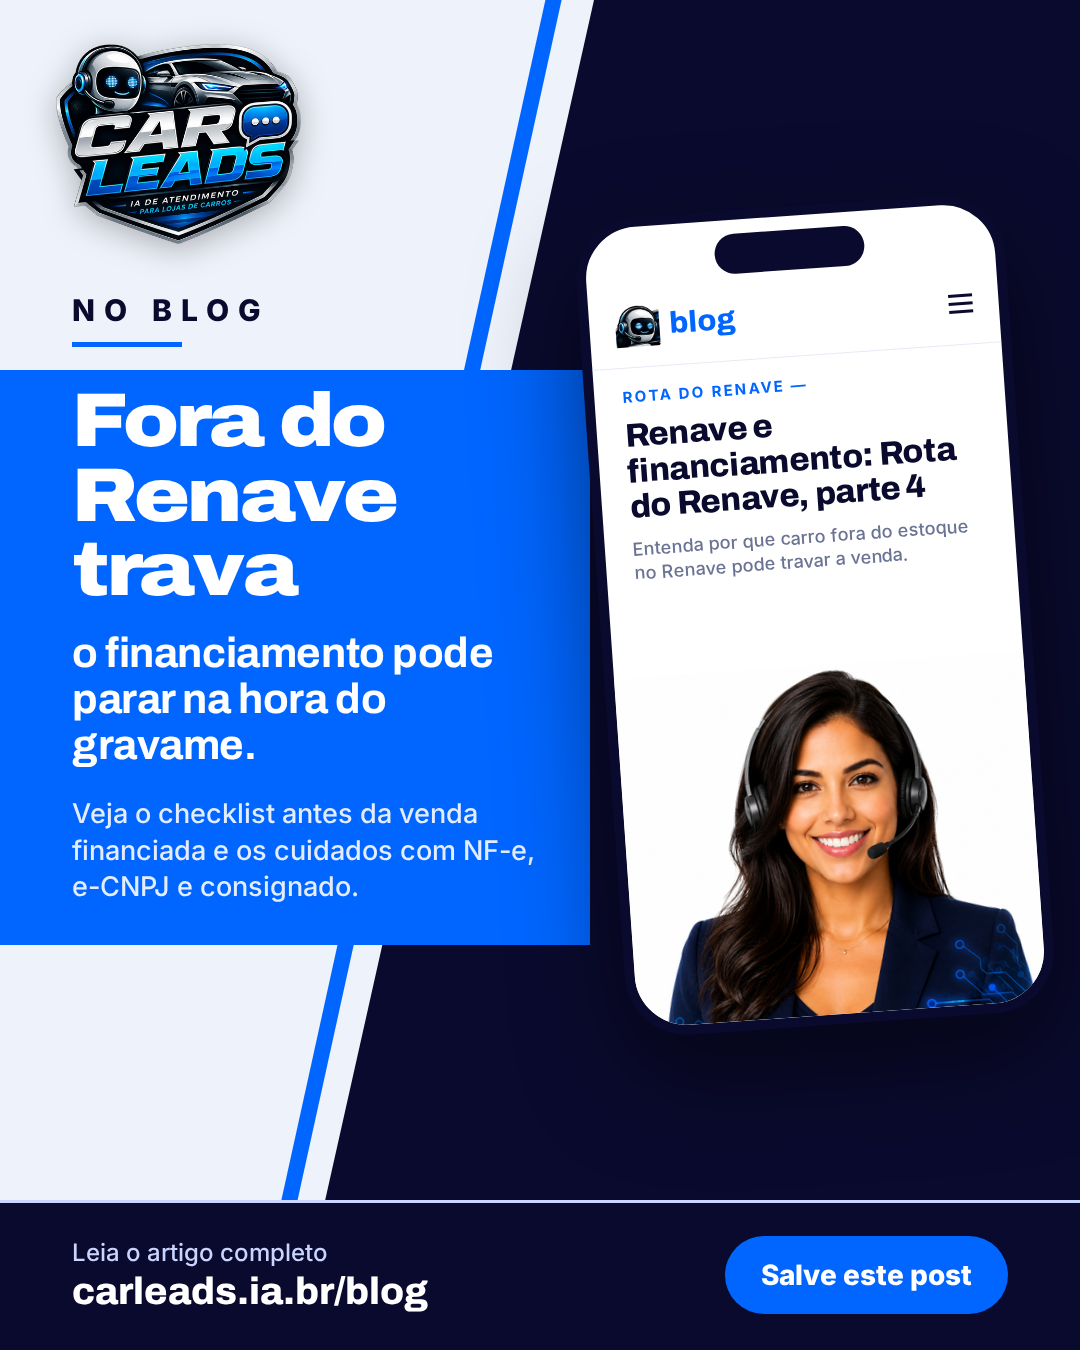 CAR
LEADS
IA DE ATENDIMENTO
PARA LOJAS DE CARROS
NO BLOG
Fora do
Renave
trava
o financiamento pode
parar na hora do
gravame.
Veja o checklist antes da venda
financiada e os cuidados com NF-e,
e-CNPJ e consignado.
blog
ROTA DO RENAVE —
Renave e
financiamento: Rota
do Renave, parte 4
Entenda por que carro fora do estoque
no Renave pode travar a venda.
Leia o artigo completo
carleads.ia.br/blog
Salve este post